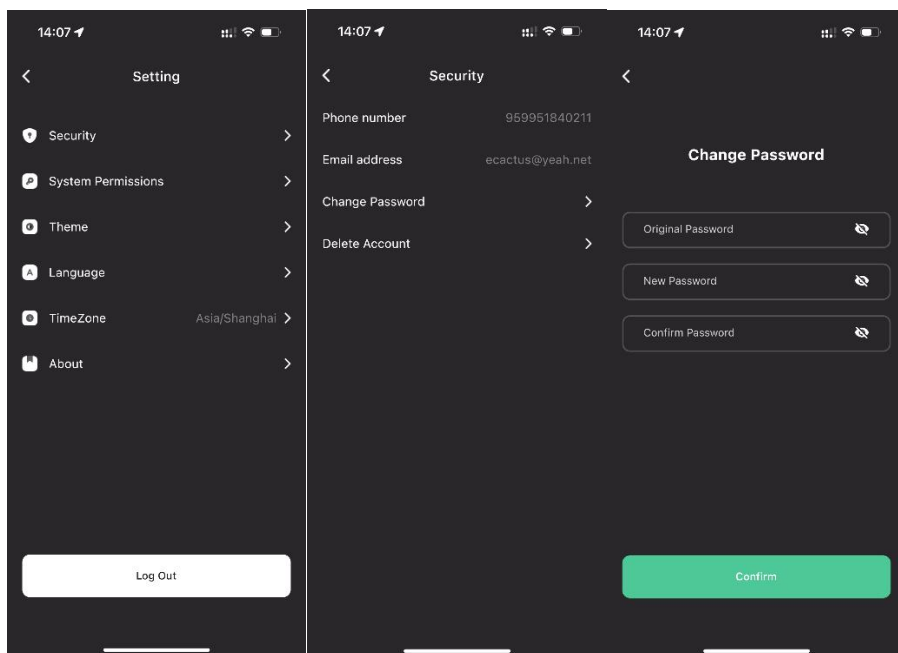 14:07
Setting
Security
System Permissions
Theme
A Language
TimeZone Asia/Shanghai
About
Log Out
14:07
Security
Phone number 959951840211
Email address ecactus@yeah.net
Change Password
Delete Account
14:07
Change Password
Original Password
New Password
Confirm Password
Confirm